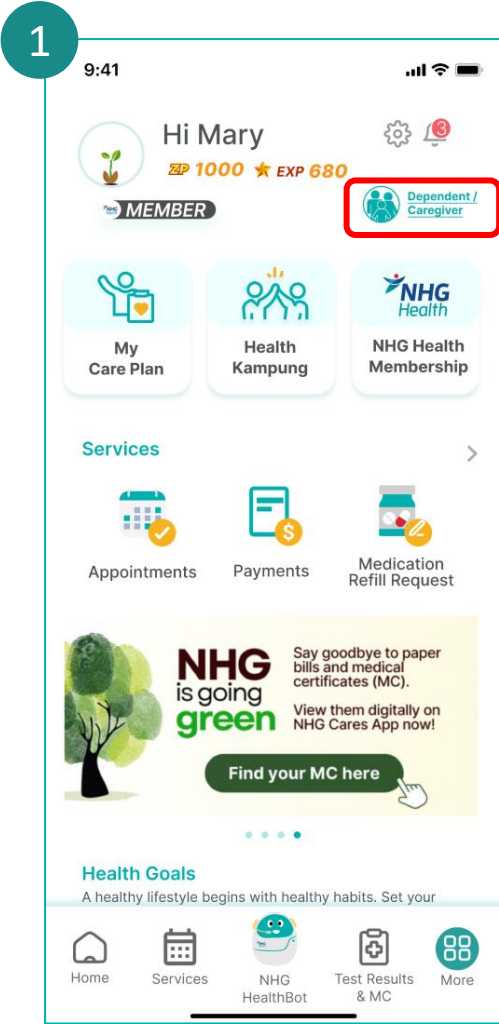 1
9:41
Hi Mary
3
ZP 1000 EXP 680
MEMBER
Dependent /
Caregiver
My
Care Plan
Health
Kampung
NHG
Health
NHG Health
Membership
Services
Appointments
Payments
Medication
Refill Request
NHG
is going
green
Say goodbye to paper
bills and medical
certificates (MC).
View them digitally on
NHG Cares App now!
Find your MC here
Health Goals
A healthy lifestyle begins with healthy habits. Set your
Home
Services
NHG
HealthBot
Test Results
& MC
More